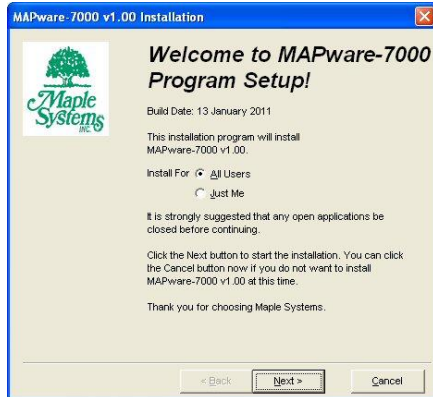 MAPware-7000 v1.00 Installation
Maple
Systems
INC.
Welcome to MAPware-7000
Program Setup!
Build Date: 13 January 2011
This installation program will install
MAPware-7000 v1.00.
Install For All Users
Just Me
It is strongly suggested that any open applications be
closed before continuing.
Click the Next button to start the installation. You can click
the Cancel button now if you do not want to install
MAPware-7000 v1.00 at this time.
Thank you for choosing Maple Systems.
< Back Next > Cancel